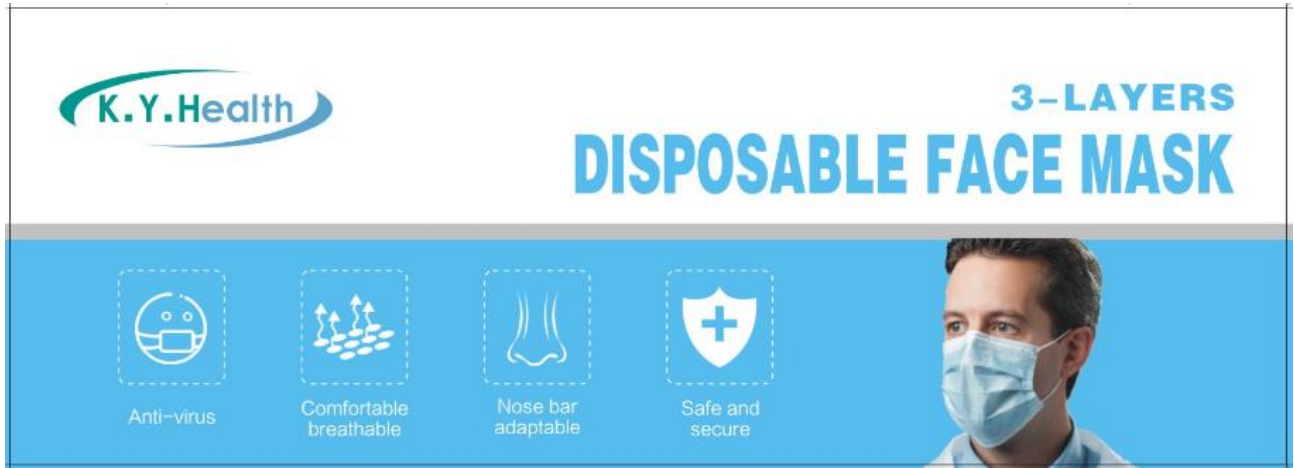 K.Y.Health
3-LAYERS
DISPOSABLE FACE MASK
Anti-virus
Comfortable
breathable
Nose bar
adaptable
Safe and
secure